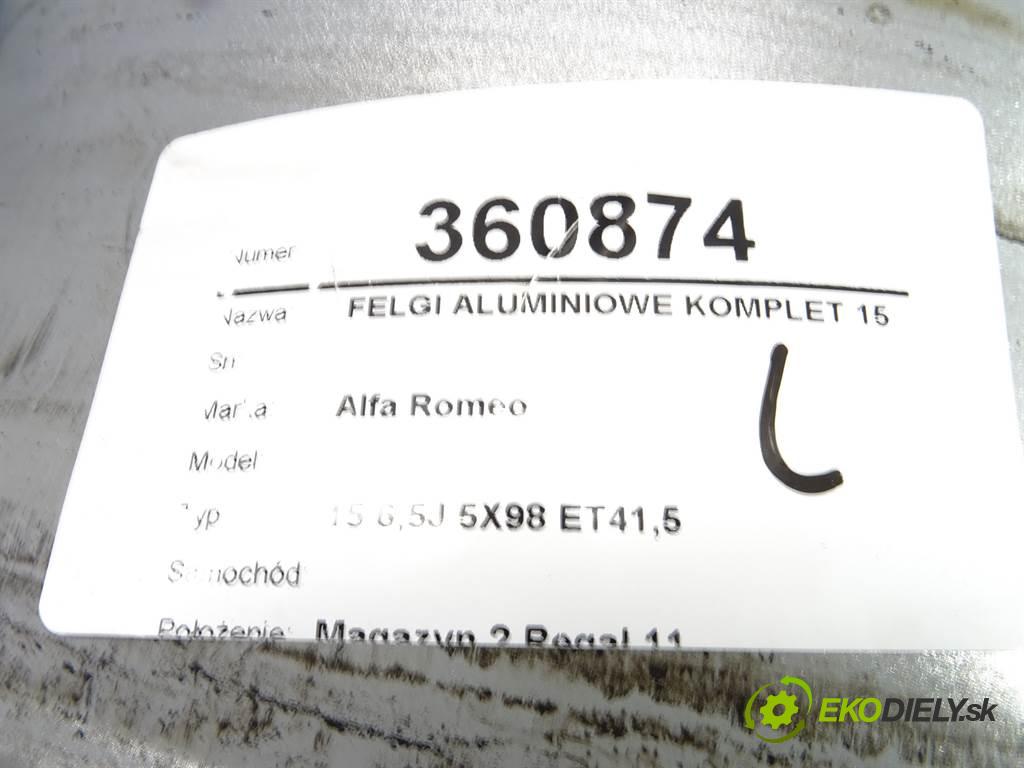 Numer 360874
Nazwa FELGI ALUMINIOWE KOMPLET 15
Sn
Marka Alfa Romeo
Model
Typ 15 6,5J 5X98 ET41,5
Samochód
Położenie: Magazyn 2 Regal 11
L
EKODIELY.sk